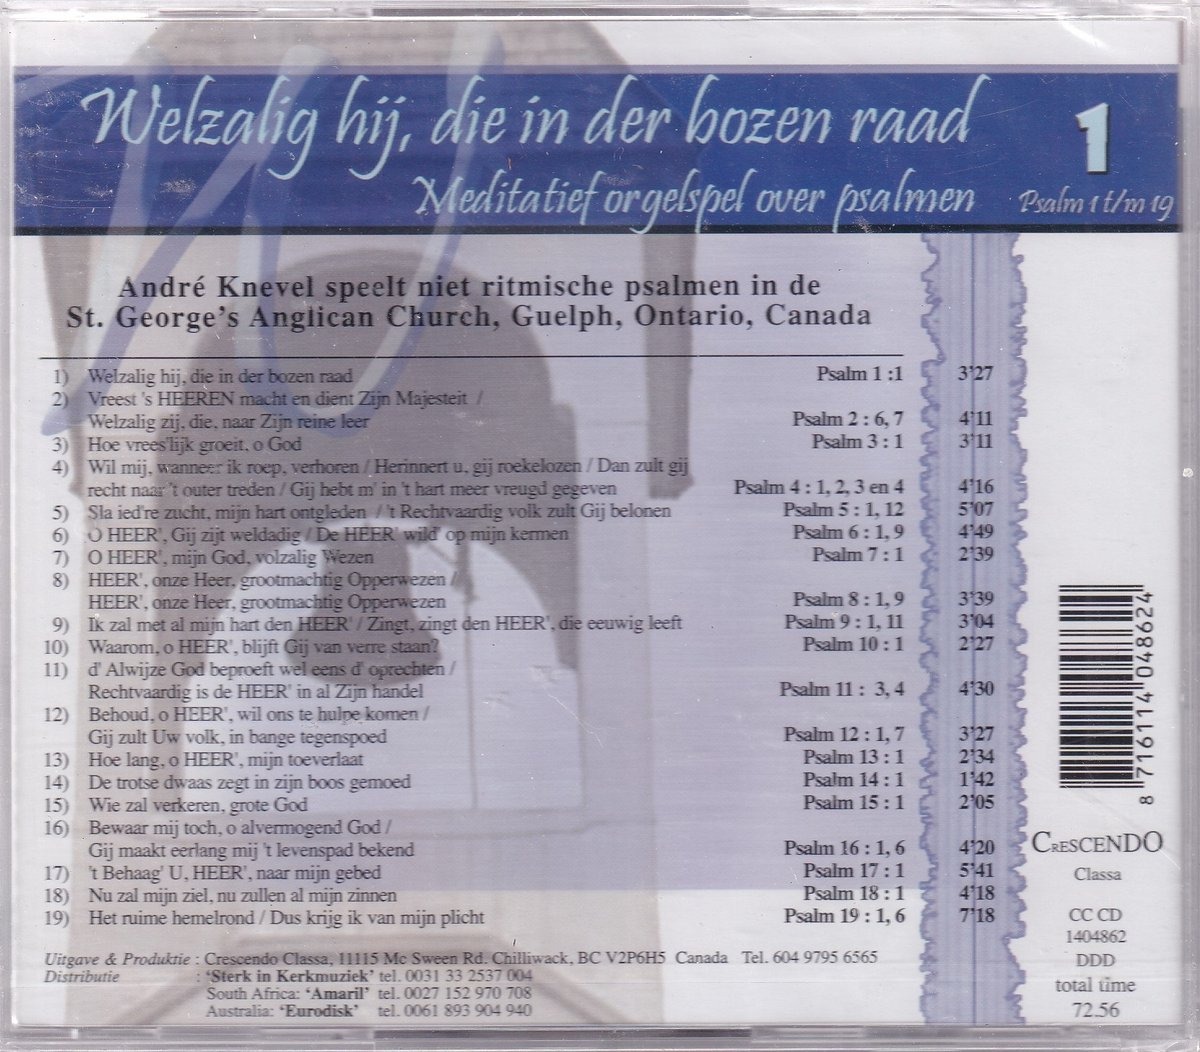 Welzalig hij, die in der bozen raad
1
Meditatief orgelspel over psalmen
Psalm 1 t/m 19
André Knevel speelt niet ritmische psalmen in de
St. George's Anglican Church, Guelph, Ontario, Canada
1) Welzalig hij, die in der bozen raad Psalm 1 :1 3'27
2) Vreest 's HEEREN macht en dient Zijn Majesteit /
Welzalig zij, die, naar Zijn reine leer Psalm 2 : 6, 7 4'11
3) Hoe vrees'lijk groeit, o God Psalm 3 : 1 3'11
4) Wil mij, wanneer ik roep, verhoren / Herinnert u, gij roekelozen / Dan zult gij
recht naar 't outer treden / Gij hebt m' in 't hart meer vreugd gegeven Psalm 4 : 1, 2, 3 en 4 4'16
5) Sla ied're zucht, mijn hart ontgleden / 't Rechtvaardig volk zult Gij belonen Psalm 5 : 1, 12 5'07
6) O HEER', Gij zijt weldadig / De HEER' wild' op mijn kermen Psalm 6 : 1, 9 4'49
7) O HEER', mijn God, volzalig Wezen Psalm 7 : 1 2'39
8) HEER', onze Heer, grootmachtig Opperwezen /
HEER', onze Heer, grootmachtig Opperwezen Psalm 8 : 1, 9 3'39
9) Ik zal met al mijn hart den HEER' / Zingt, zingt den HEER', die eeuwig leeft Psalm 9 : 1, 11 3'04
10) Waarom, o HEER', blijft Gij van verre staan? Psalm 10 : 1 2'27
11) d' Alwijze God beproeft wel eens d' oprechten /
Rechtvaardig is de HEER' in al Zijn handel Psalm 11 : 3, 4 4'30
12) Behoud, o HEER', wil ons te hulpe komen /
Gij zult Uw volk, in bange tegenspoed Psalm 12 : 1, 7 3'27
13) Hoe lang, o HEER', mijn toeverlaat Psalm 13 : 1 2'34
14) De trotse dwaas zegt in zijn boos gemoed Psalm 14 : 1 1'42
15) Wie zal verkeren, grote God Psalm 15 : 1 2'05
16) Bewaar mij toch, o alvermogend God /
Gij maakt eerlang mij 't levenspad bekend Psalm 16 : 1, 6 4'20
17) 't Behaag' U, HEER', naar mijn gebed Psalm 17 : 1 5'41
18) Nu zal mijn ziel, nu zullen al mijn zinnen Psalm 18 : 1 4'18
19) Het ruime hemelrond / Dus krijg ik van mijn plicht Psalm 19 : 1, 6 7'18
8 716114 048624
CRESCENDO
Classa
CC CD
1404862
DDD
total time
72.56
Uitgave & Produktie : Crescendo Classa, 11115 Mc Sween Rd. Chilliwack, BC V2P6H5 Canada Tel. 604 9795 6565
Distributie : 'Sterk in Kerkmuziek' tel. 0031 33 2537 004
South Africa: 'Amaril' tel. 0027 152 970 708
Australia: 'Eurodisk' tel. 0061 893 904 940